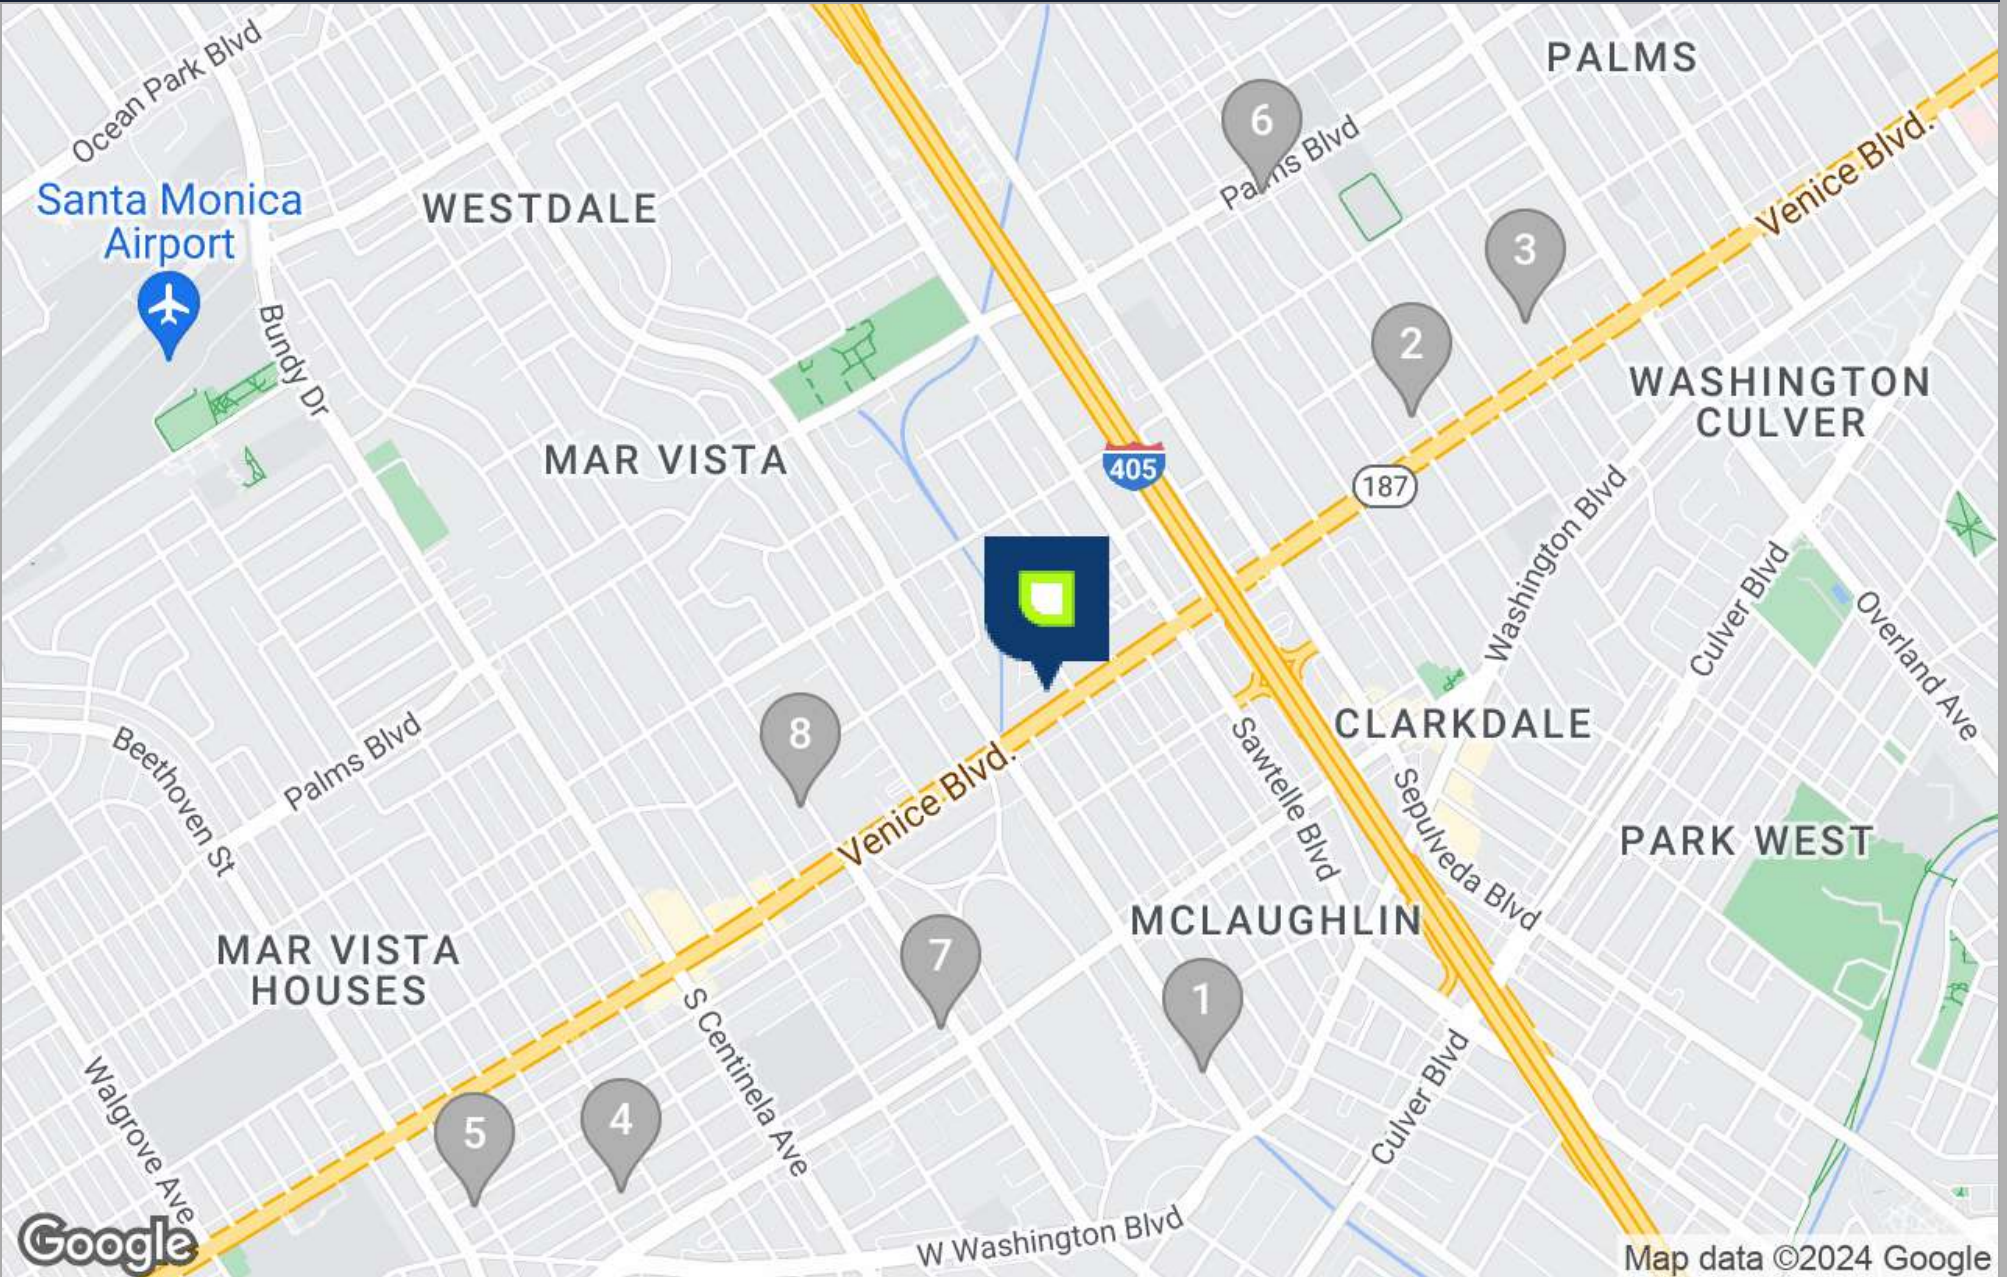 Ocean Park Blvd
PALMS
6
Palms Blvd
Venice Blvd.
Santa Monica
Airport
WESTDALE
3
Bundy Dr
2
WASHINGTON
CULVER
MAR VISTA
405
187
Washington Blvd
Culver Blvd
Overland Ave
8
CLARKDALE
Palms Blvd
Beethoven St
Venice Blvd.
Sawtelle Blvd
Sepulveda Blvd
PARK WEST
MCLAUGHLIN
MAR VISTA
HOUSES
7
1
S Centinela Ave
Culver Blvd
Walgrove Ave
5
4
W Washington Blvd
Google
Map data ©2024 Google